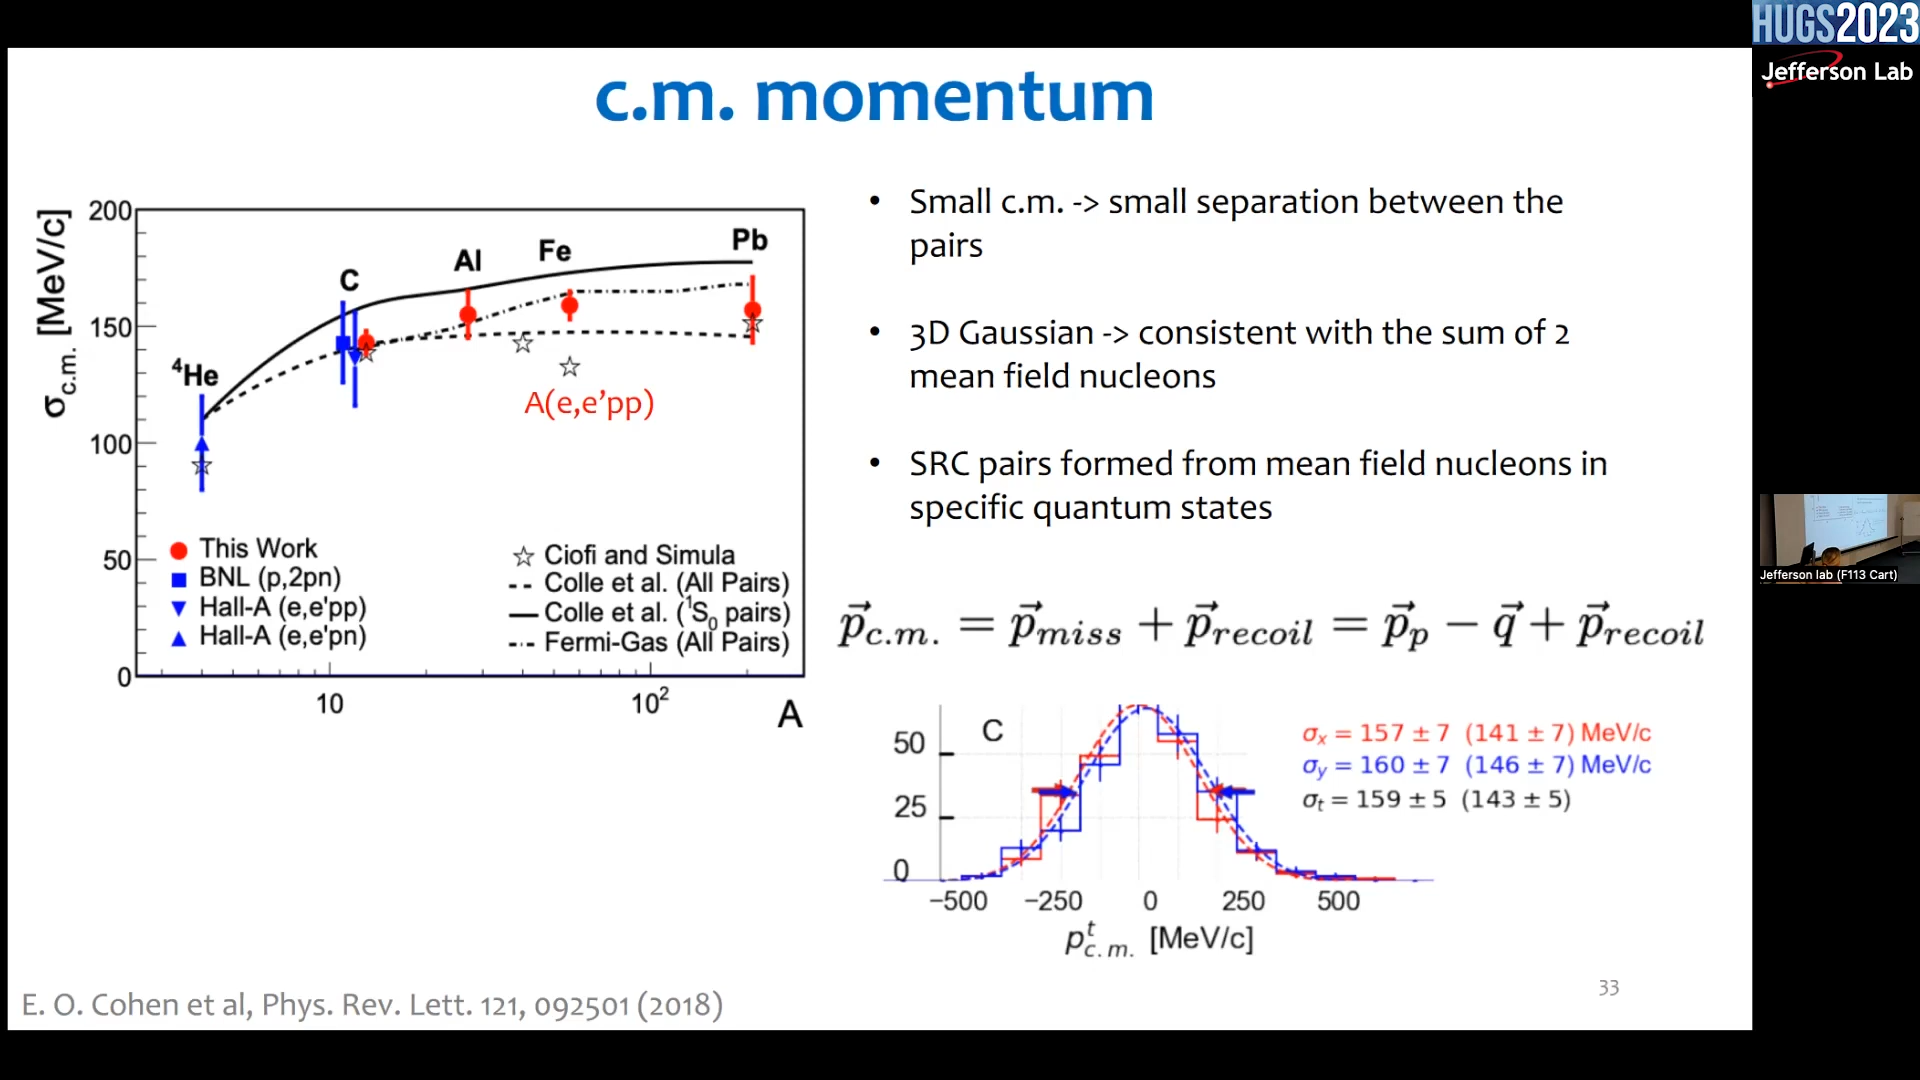 HUGS2023
Jefferson Lab
c.m. momentum
σc.m. [MeV/c]
200
150
100
50
0
⁴He
C
Al
Fe
Pb
A(e,e’pp)
This Work
BNL (p,2pn)
Hall-A (e,e'pp)
Hall-A (e,e'pn)
Ciofi and Simula
Colle et al. (All Pairs)
Colle et al. (¹S₀ pairs)
Fermi-Gas (All Pairs)
10
10²
A
• Small c.m. -> small separation between the
pairs
• 3D Gaussian -> consistent with the sum of 2
mean field nucleons
• SRC pairs formed from mean field nucleons in
specific quantum states
p⃗c.m. = p⃗miss + p⃗recoil = p⃗p − q⃗ + p⃗recoil
C
50
25
0
−500 −250 0 250 500
pᵗc.m. [MeV/c]
σx = 157 ± 7 (141 ± 7) MeV/c
σy = 160 ± 7 (146 ± 7) MeV/c
σt = 159 ± 5 (143 ± 5)
E. O. Cohen et al, Phys. Rev. Lett. 121, 092501 (2018)
33
Jefferson lab (F113 Cart)